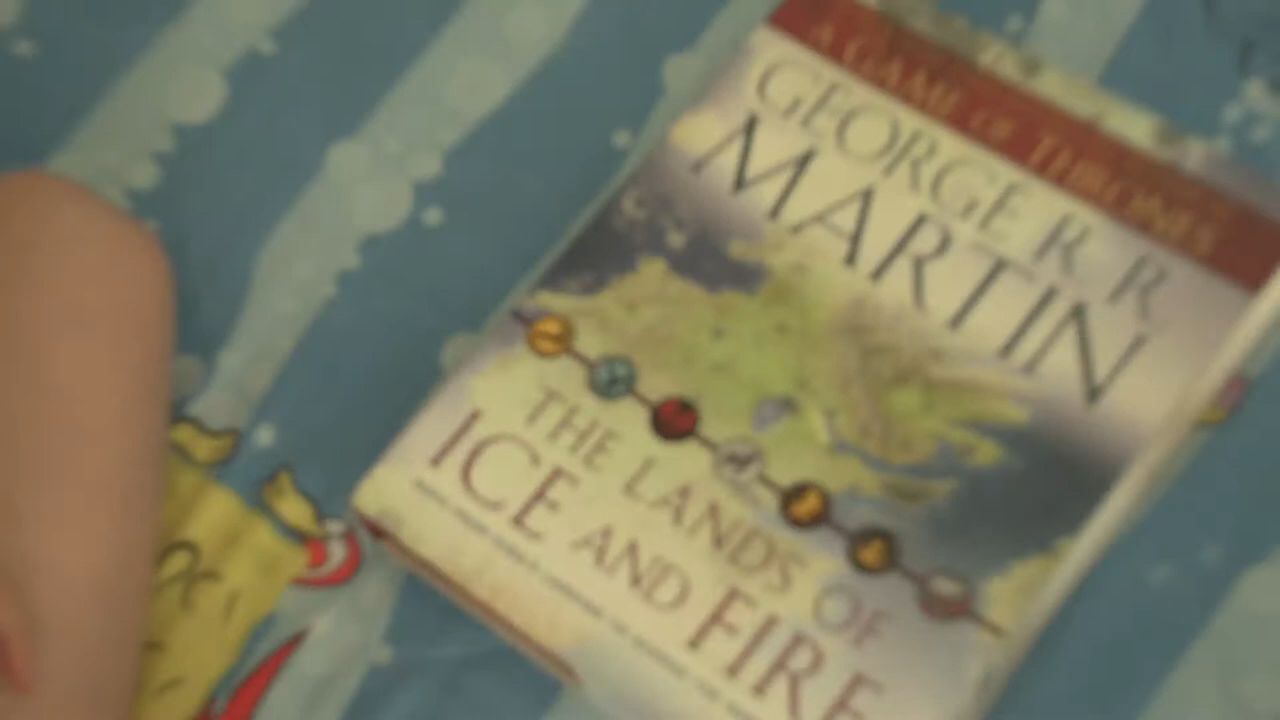 A GAME OF THRONES
GEORGE R R
MARTIN
THE LANDS OF
ICE AND FIRE